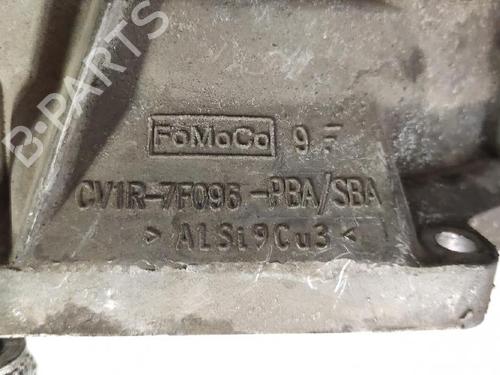 B-PARTS
FoMoCo 9 F
CV1R-7F096-PBA/SBA
> ALSi9Cu3 <